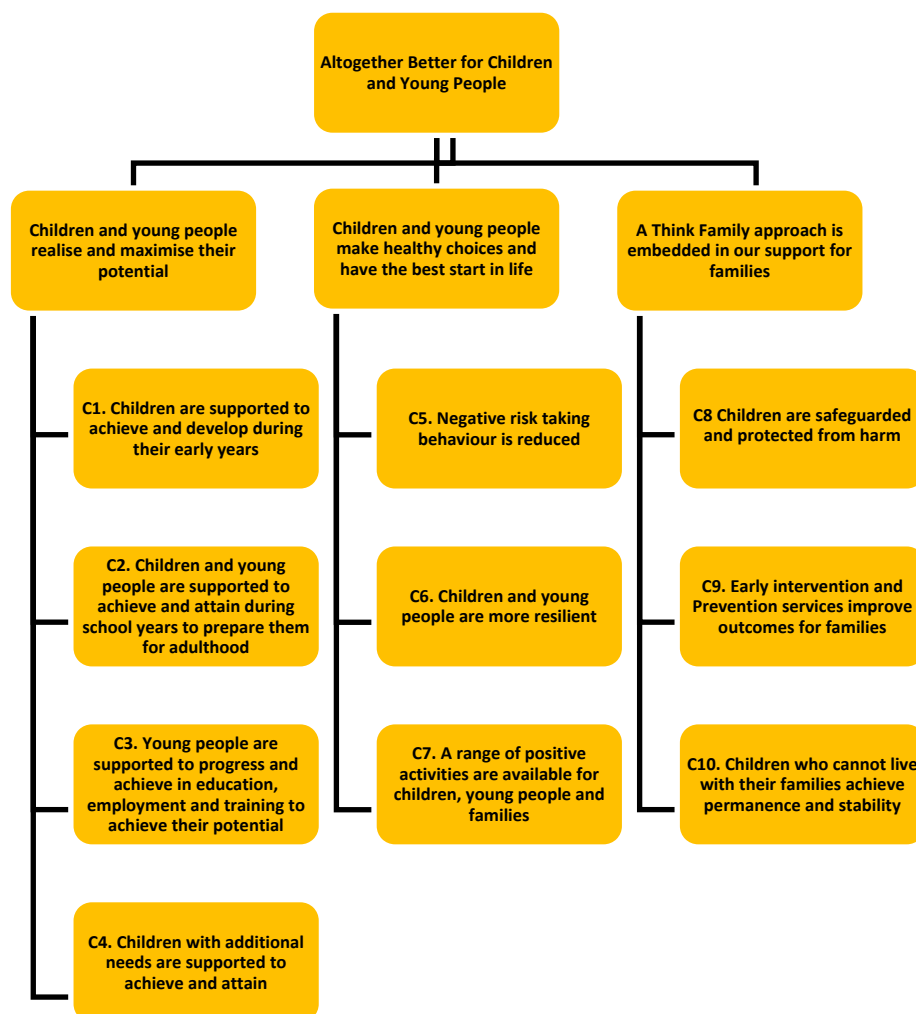 Altogether Better for Children
and Young People
Children and young people
realise and maximise their
potential
Children and young people
make healthy choices and
have the best start in life
A Think Family approach is
embedded in our support for
families
C1. Children are supported to
achieve and develop during
their early years
C5. Negative risk taking
behaviour is reduced
C8 Children are safeguarded
and protected from harm
C2. Children and young
people are supported to
achieve and attain during
school years to prepare them
for adulthood
C6. Children and young
people are more resilient
C9. Early intervention and
Prevention services improve
outcomes for families
C3. Young people are
supported to progress and
achieve in education,
employment and training to
achieve their potential
C7. A range of positive
activities are available for
children, young people and
families
C10. Children who cannot live
with their families achieve
permanence and stability
C4. Children with additional
needs are supported to
achieve and attain